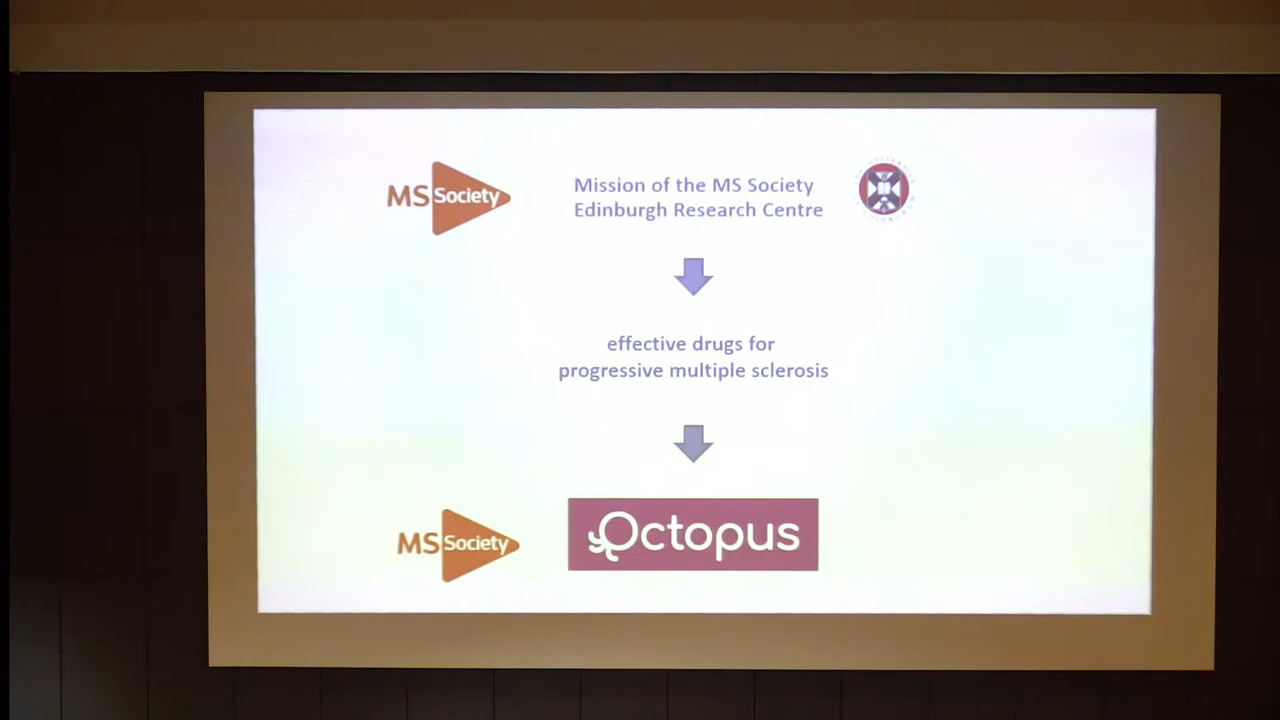 MS Society
Mission of the MS Society
Edinburgh Research Centre
effective drugs for
progressive multiple sclerosis
MS Society
Octopus